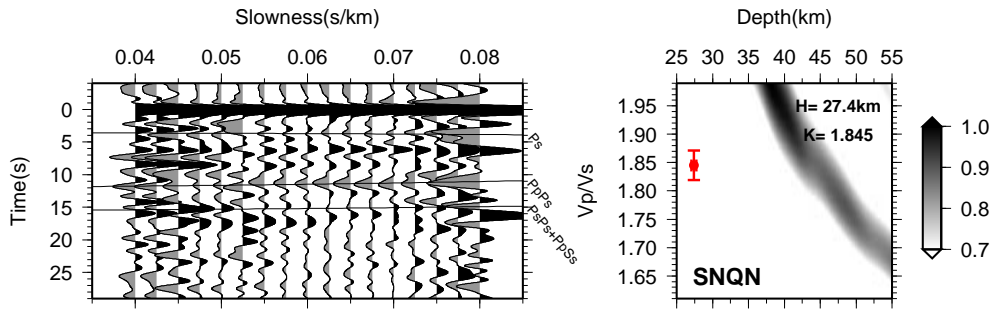 Slowness(s/km)
0.04 0.05 0.06 0.07 0.08
Time(s)
0
5
10
15
20
25
Ps
PpPs
PsPs+PpSs
Depth(km)
25 30 35 40 45 50 55
Vp/Vs
1.95
1.90
1.85
1.80
1.75
1.70
1.65
H= 27.4km
K= 1.845
SNQN
1.0
0.9
0.8
0.7